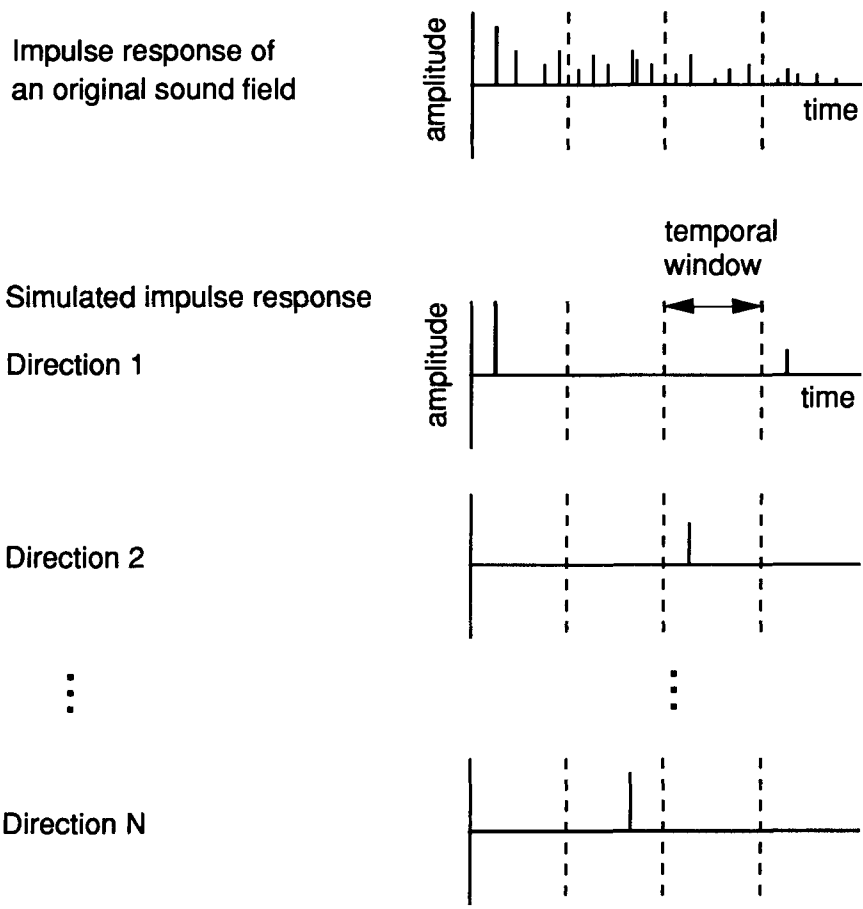 Impulse response of
an original sound field
amplitude
time
temporal
window
Simulated impulse response
amplitude
Direction 1
time
Direction 2
Direction N